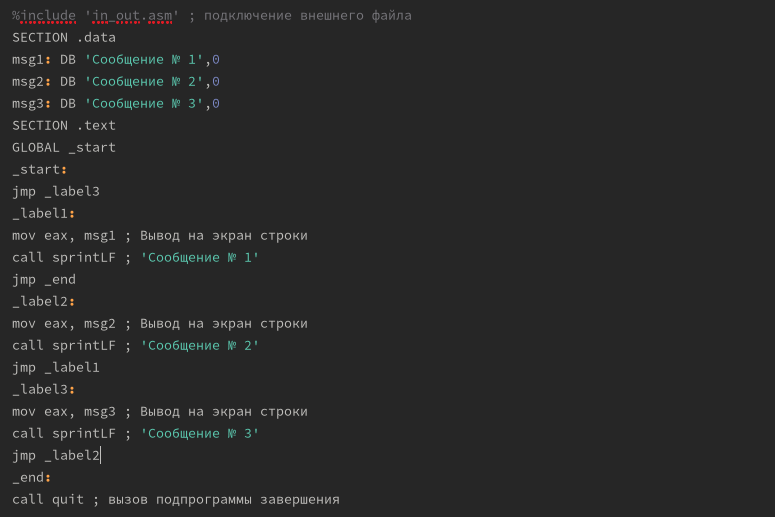 %include 'in_out.asm' ; подключение внешнего файла
SECTION .data
msg1: DB 'Сообщение № 1',0
msg2: DB 'Сообщение № 2',0
msg3: DB 'Сообщение № 3',0
SECTION .text
GLOBAL _start
_start:
jmp _label3
_label1:
mov eax, msg1 ; Вывод на экран строки
call sprintLF ; 'Сообщение № 1'
jmp _end
_label2:
mov eax, msg2 ; Вывод на экран строки
call sprintLF ; 'Сообщение № 2'
jmp _label1
_label3:
mov eax, msg3 ; Вывод на экран строки
call sprintLF ; 'Сообщение № 3'
jmp _label2
_end:
call quit ; вызов подпрограммы завершения